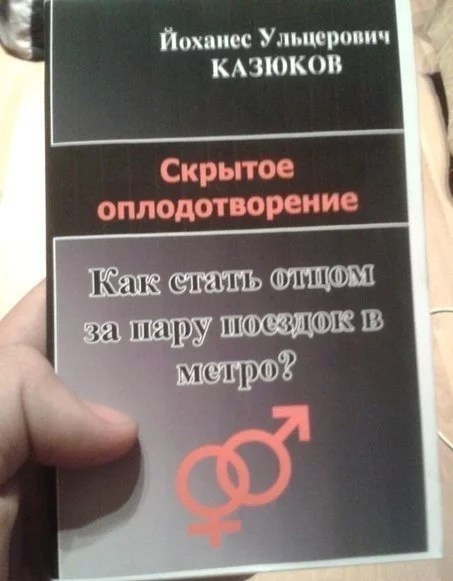 Йоханес Ульцерович
КАЗЮКОВ
Скрытое
оплодотворение
Как стать отцом
за пару поездок в
метро?